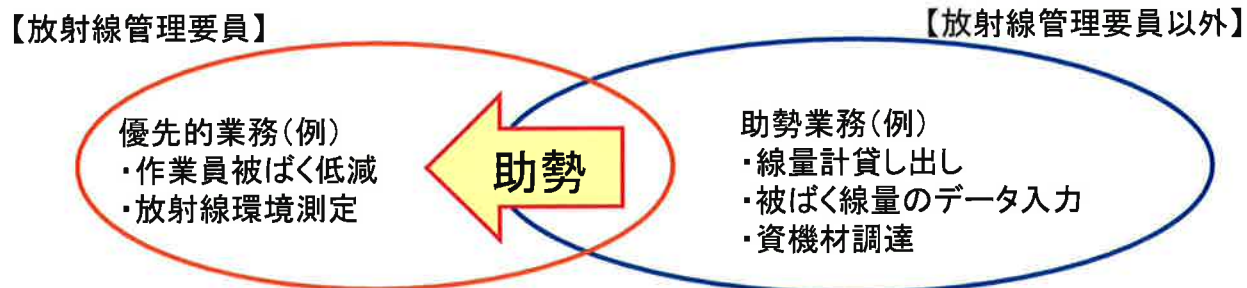 【放射線管理要員】
【放射線管理要員以外】
優先的業務(例)
・作業員被ばく低減
・放射線環境測定
助勢
助勢業務(例)
・線量計貸し出し
・被ばく線量のデータ入力
・資機材調達